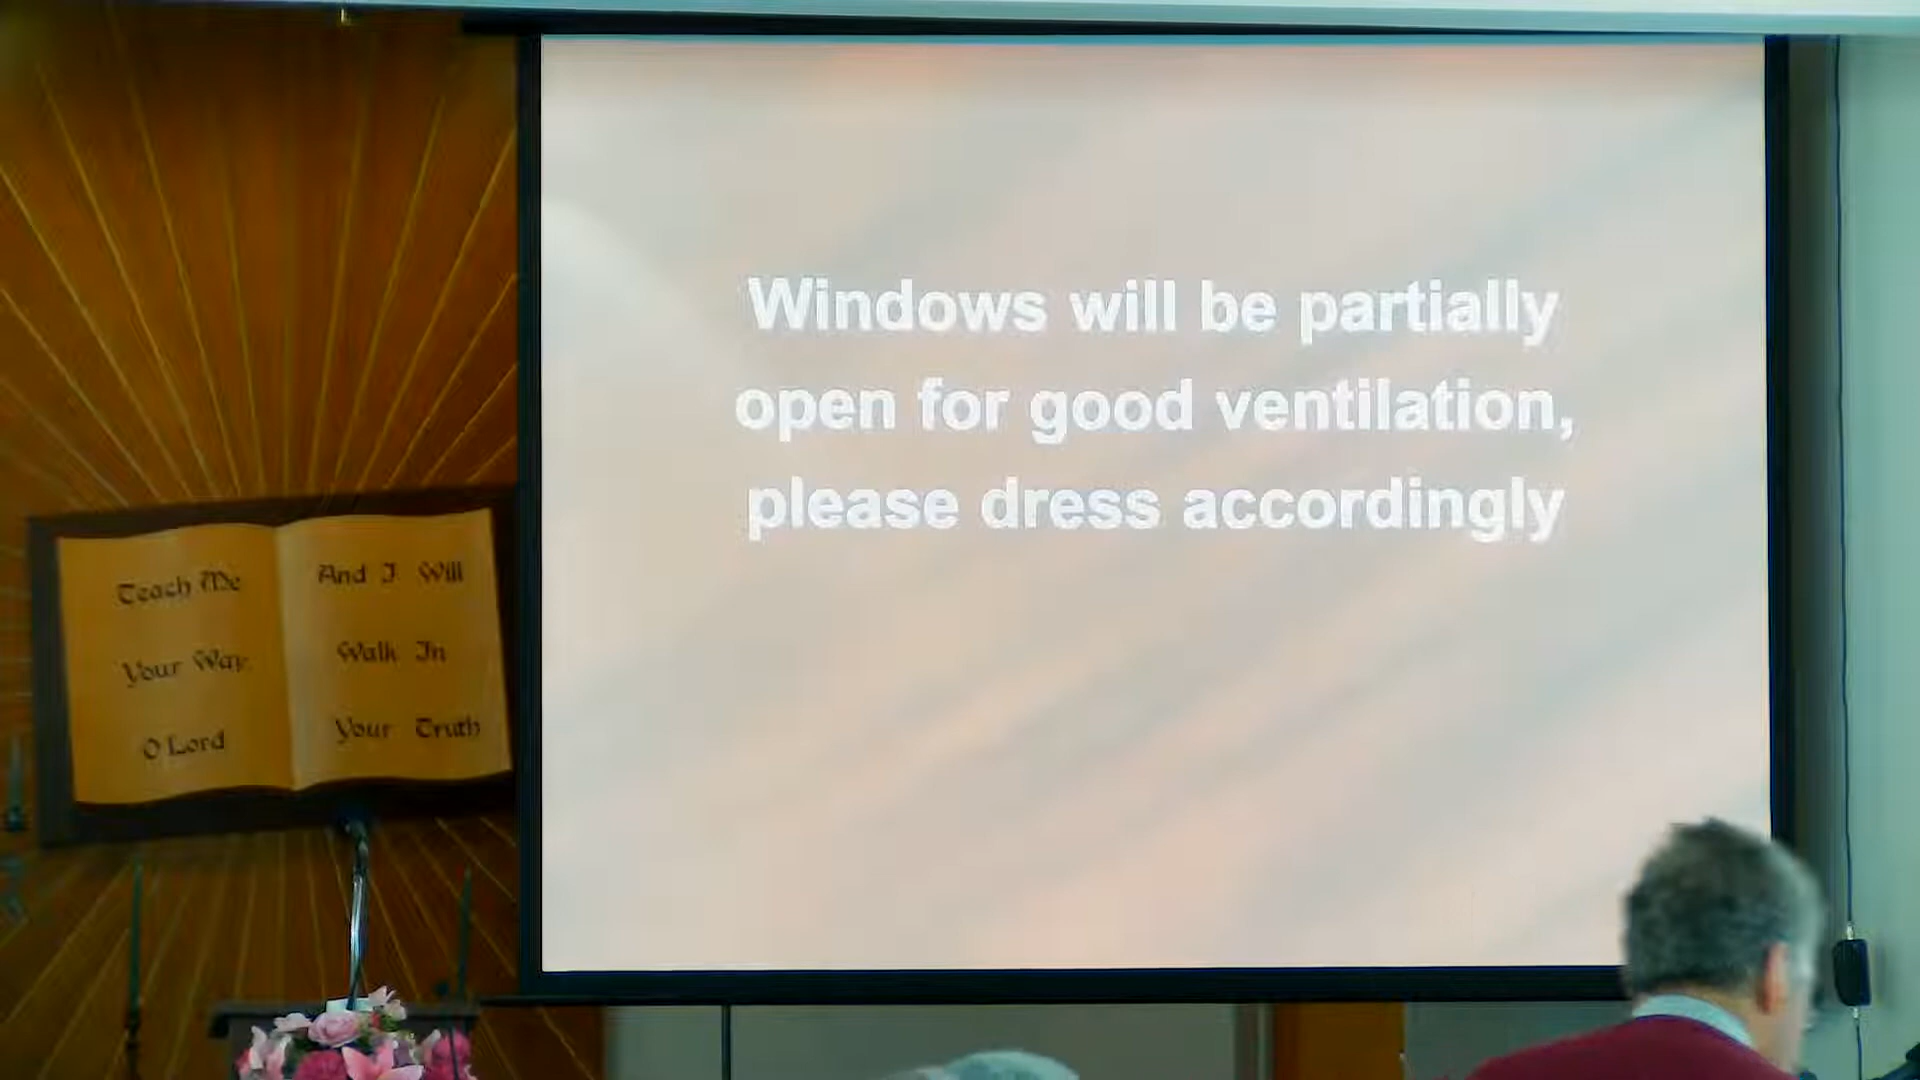 Windows will be partially
open for good ventilation,
please dress accordingly
Teach Me
Your Way
O Lord
And I Will
Walk In
Your Truth